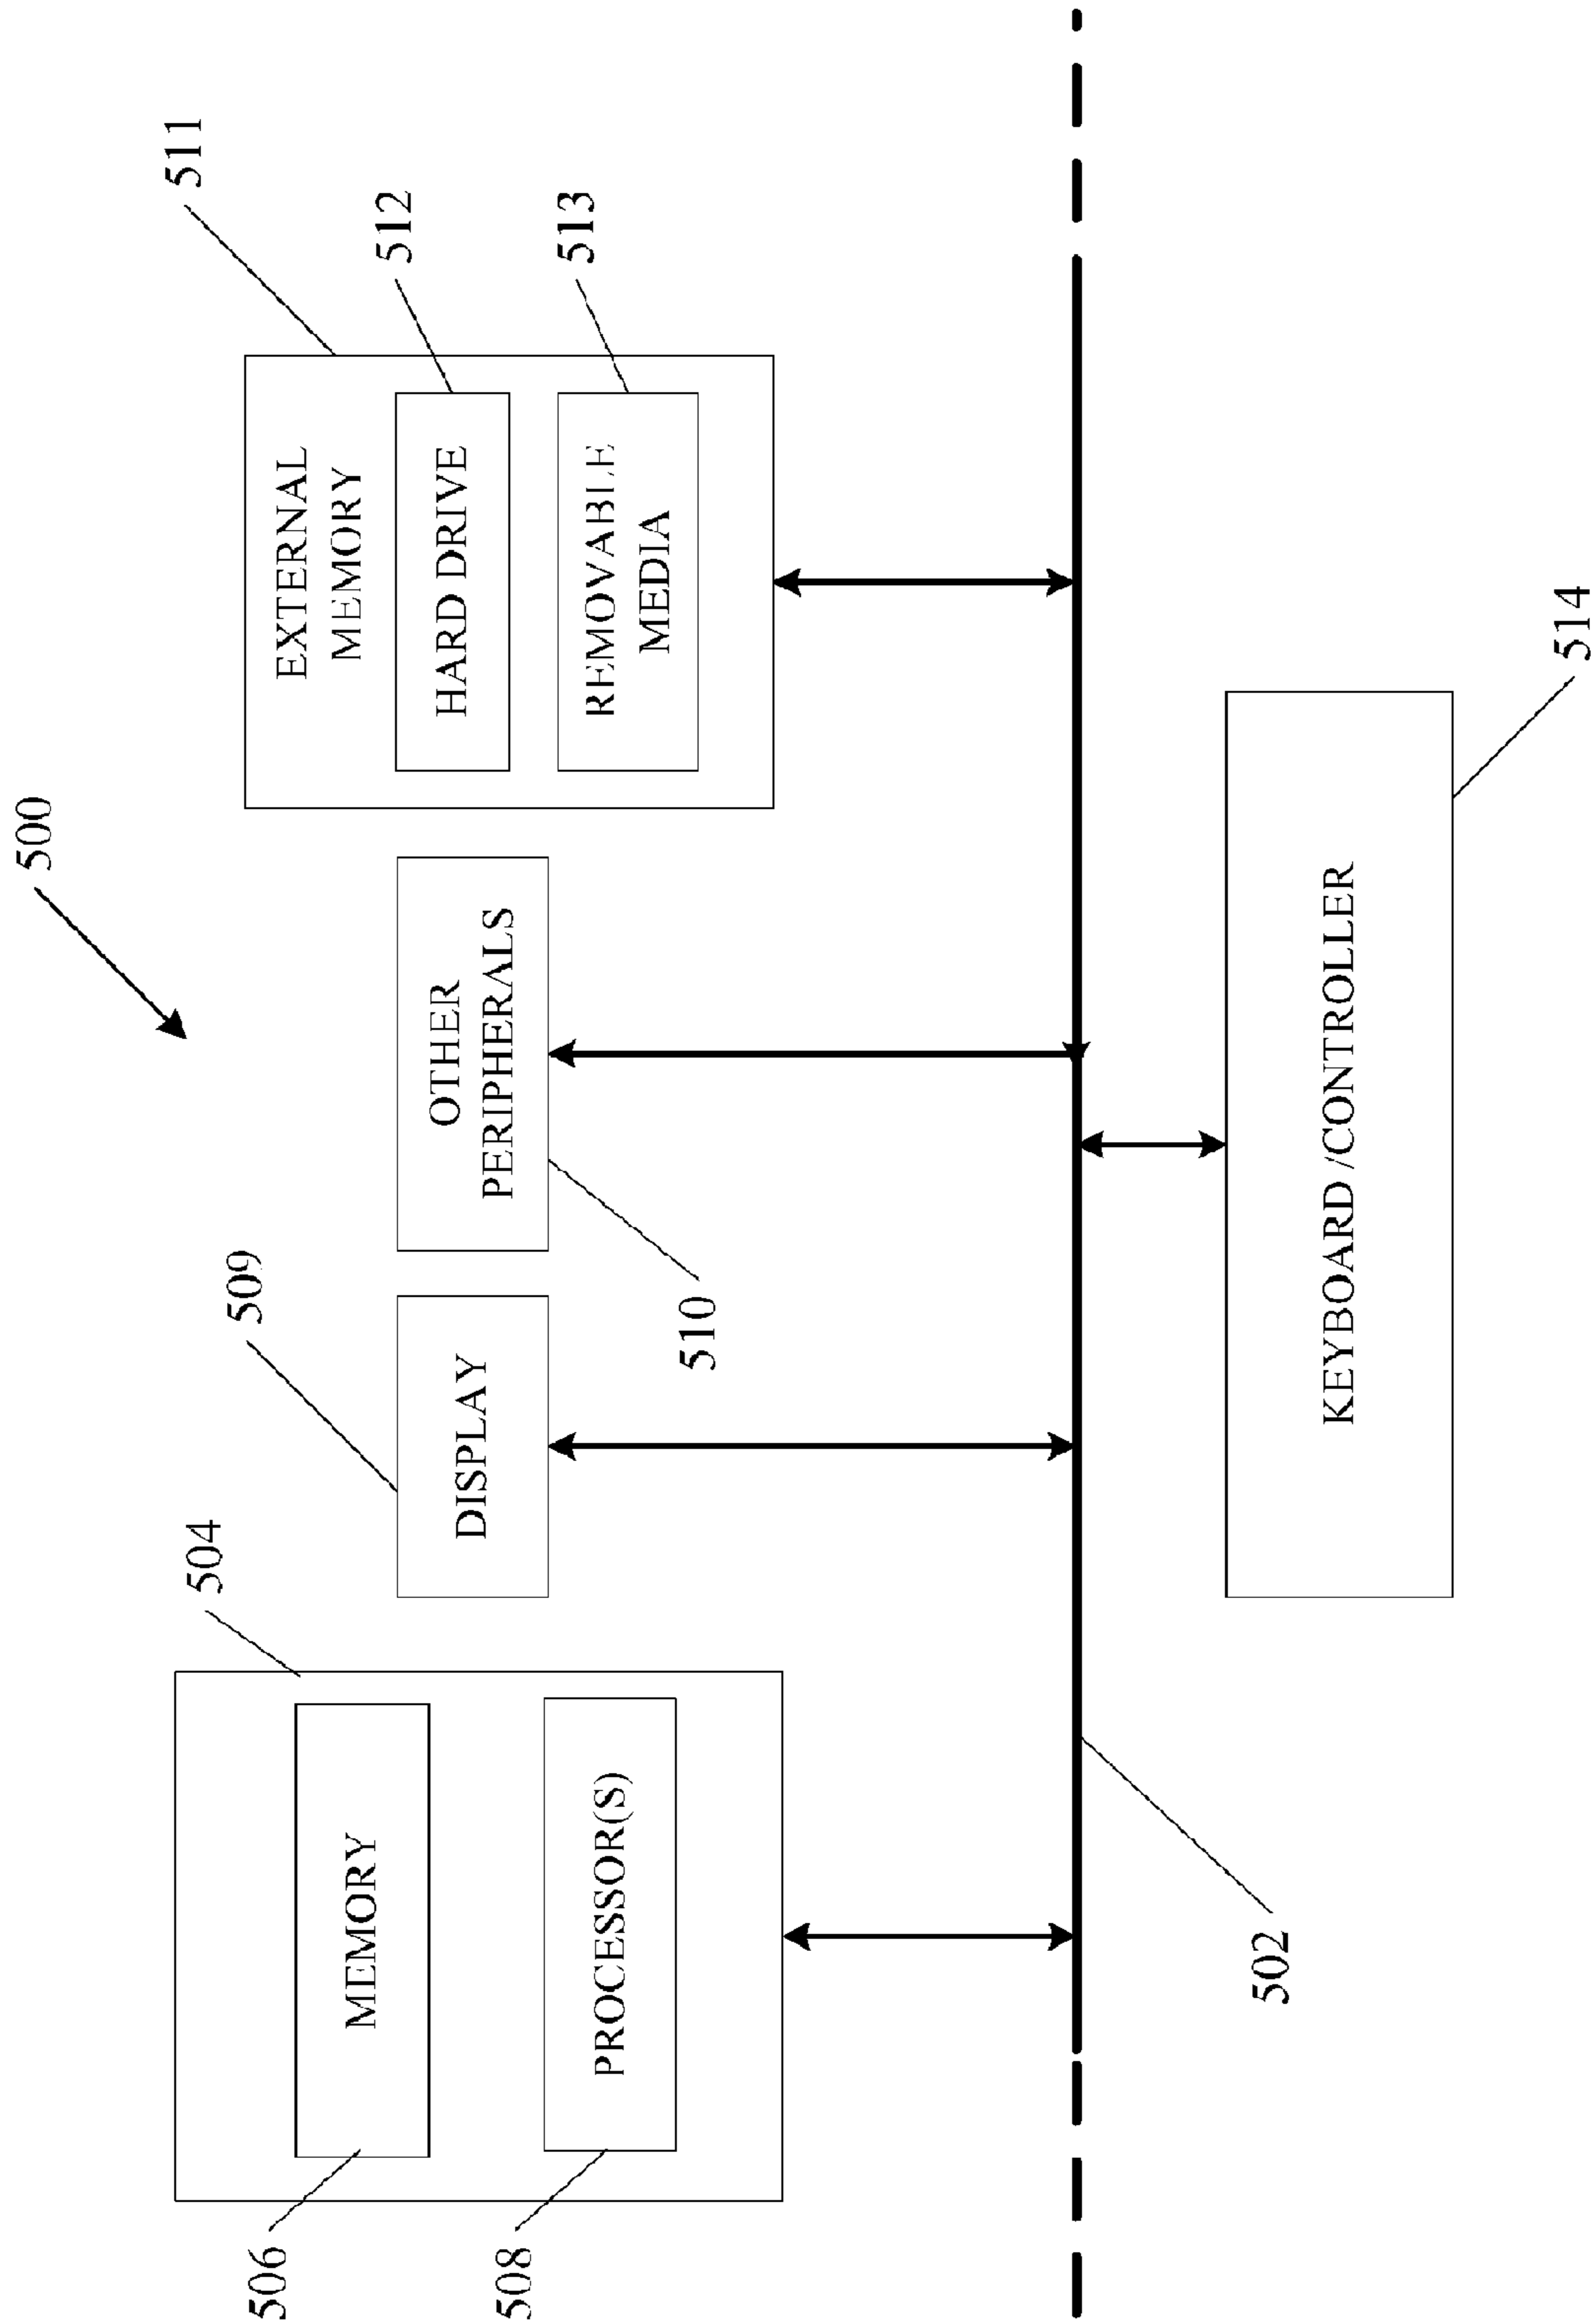 500
504
MEMORY
506
PROCESSOR(S)
508
509
DISPLAY
OTHER
PERIPHERALS
510
511
EXTERNAL
MEMORY
512
HARD DRIVE
513
REMOVABLE
MEDIA
502
KEYBOARD /CONTROLLER
514